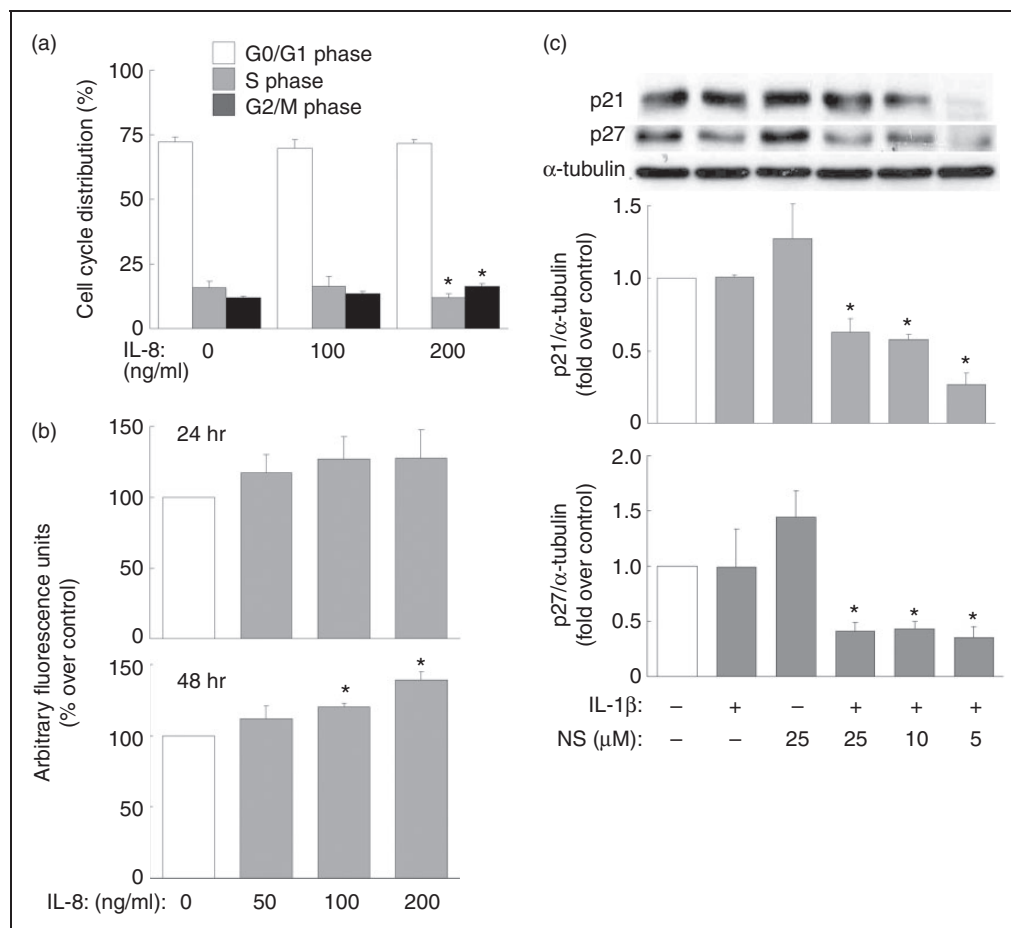 (a)
G0/G1 phase
S phase
G2/M phase
100
75
50
25
0
Cell cycle distribution (%)
* *
IL-8: 0 100 200
(ng/ml)
(b)
24 hr
150
100
50
0
48 hr
150
100
50
0
* *
Arbitrary fluorescence units
(% over control)
IL-8: (ng/ml) 0 50 100 200
(c)
p21
p27
α-tubulin
1.5
1.0
0.5
0
p21/α-tubulin
(fold over control)
* * *
2.0
1.5
1.0
0.5
0
p27/α-tubulin
(fold over control)
* * *
IL-1β: – + – + + +
NS (μM): – – 25 25 10 5